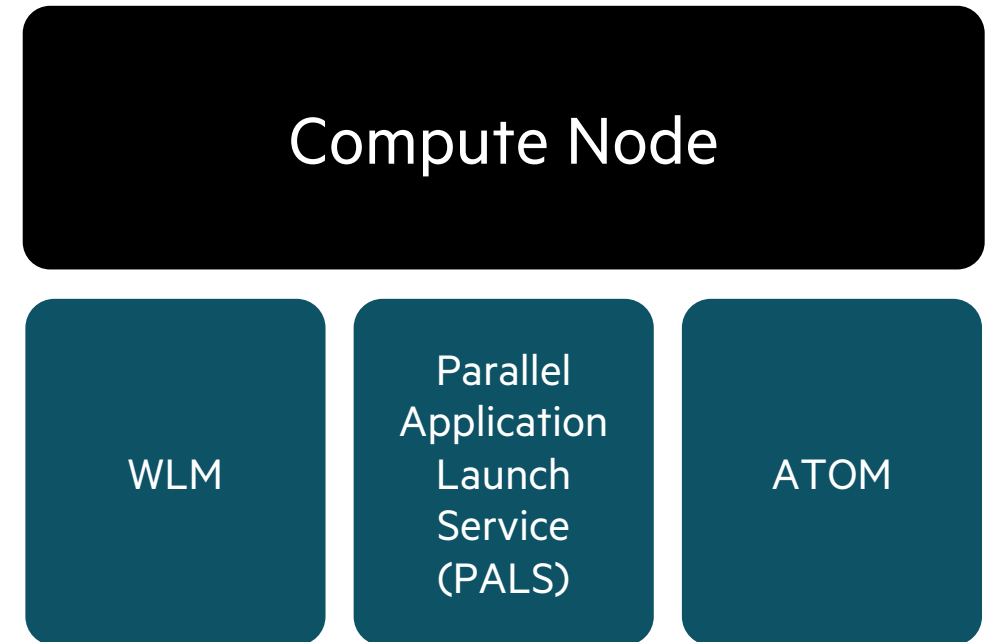 Compute Node
WLM
Parallel
Application
Launch
Service
(PALS)
ATOM